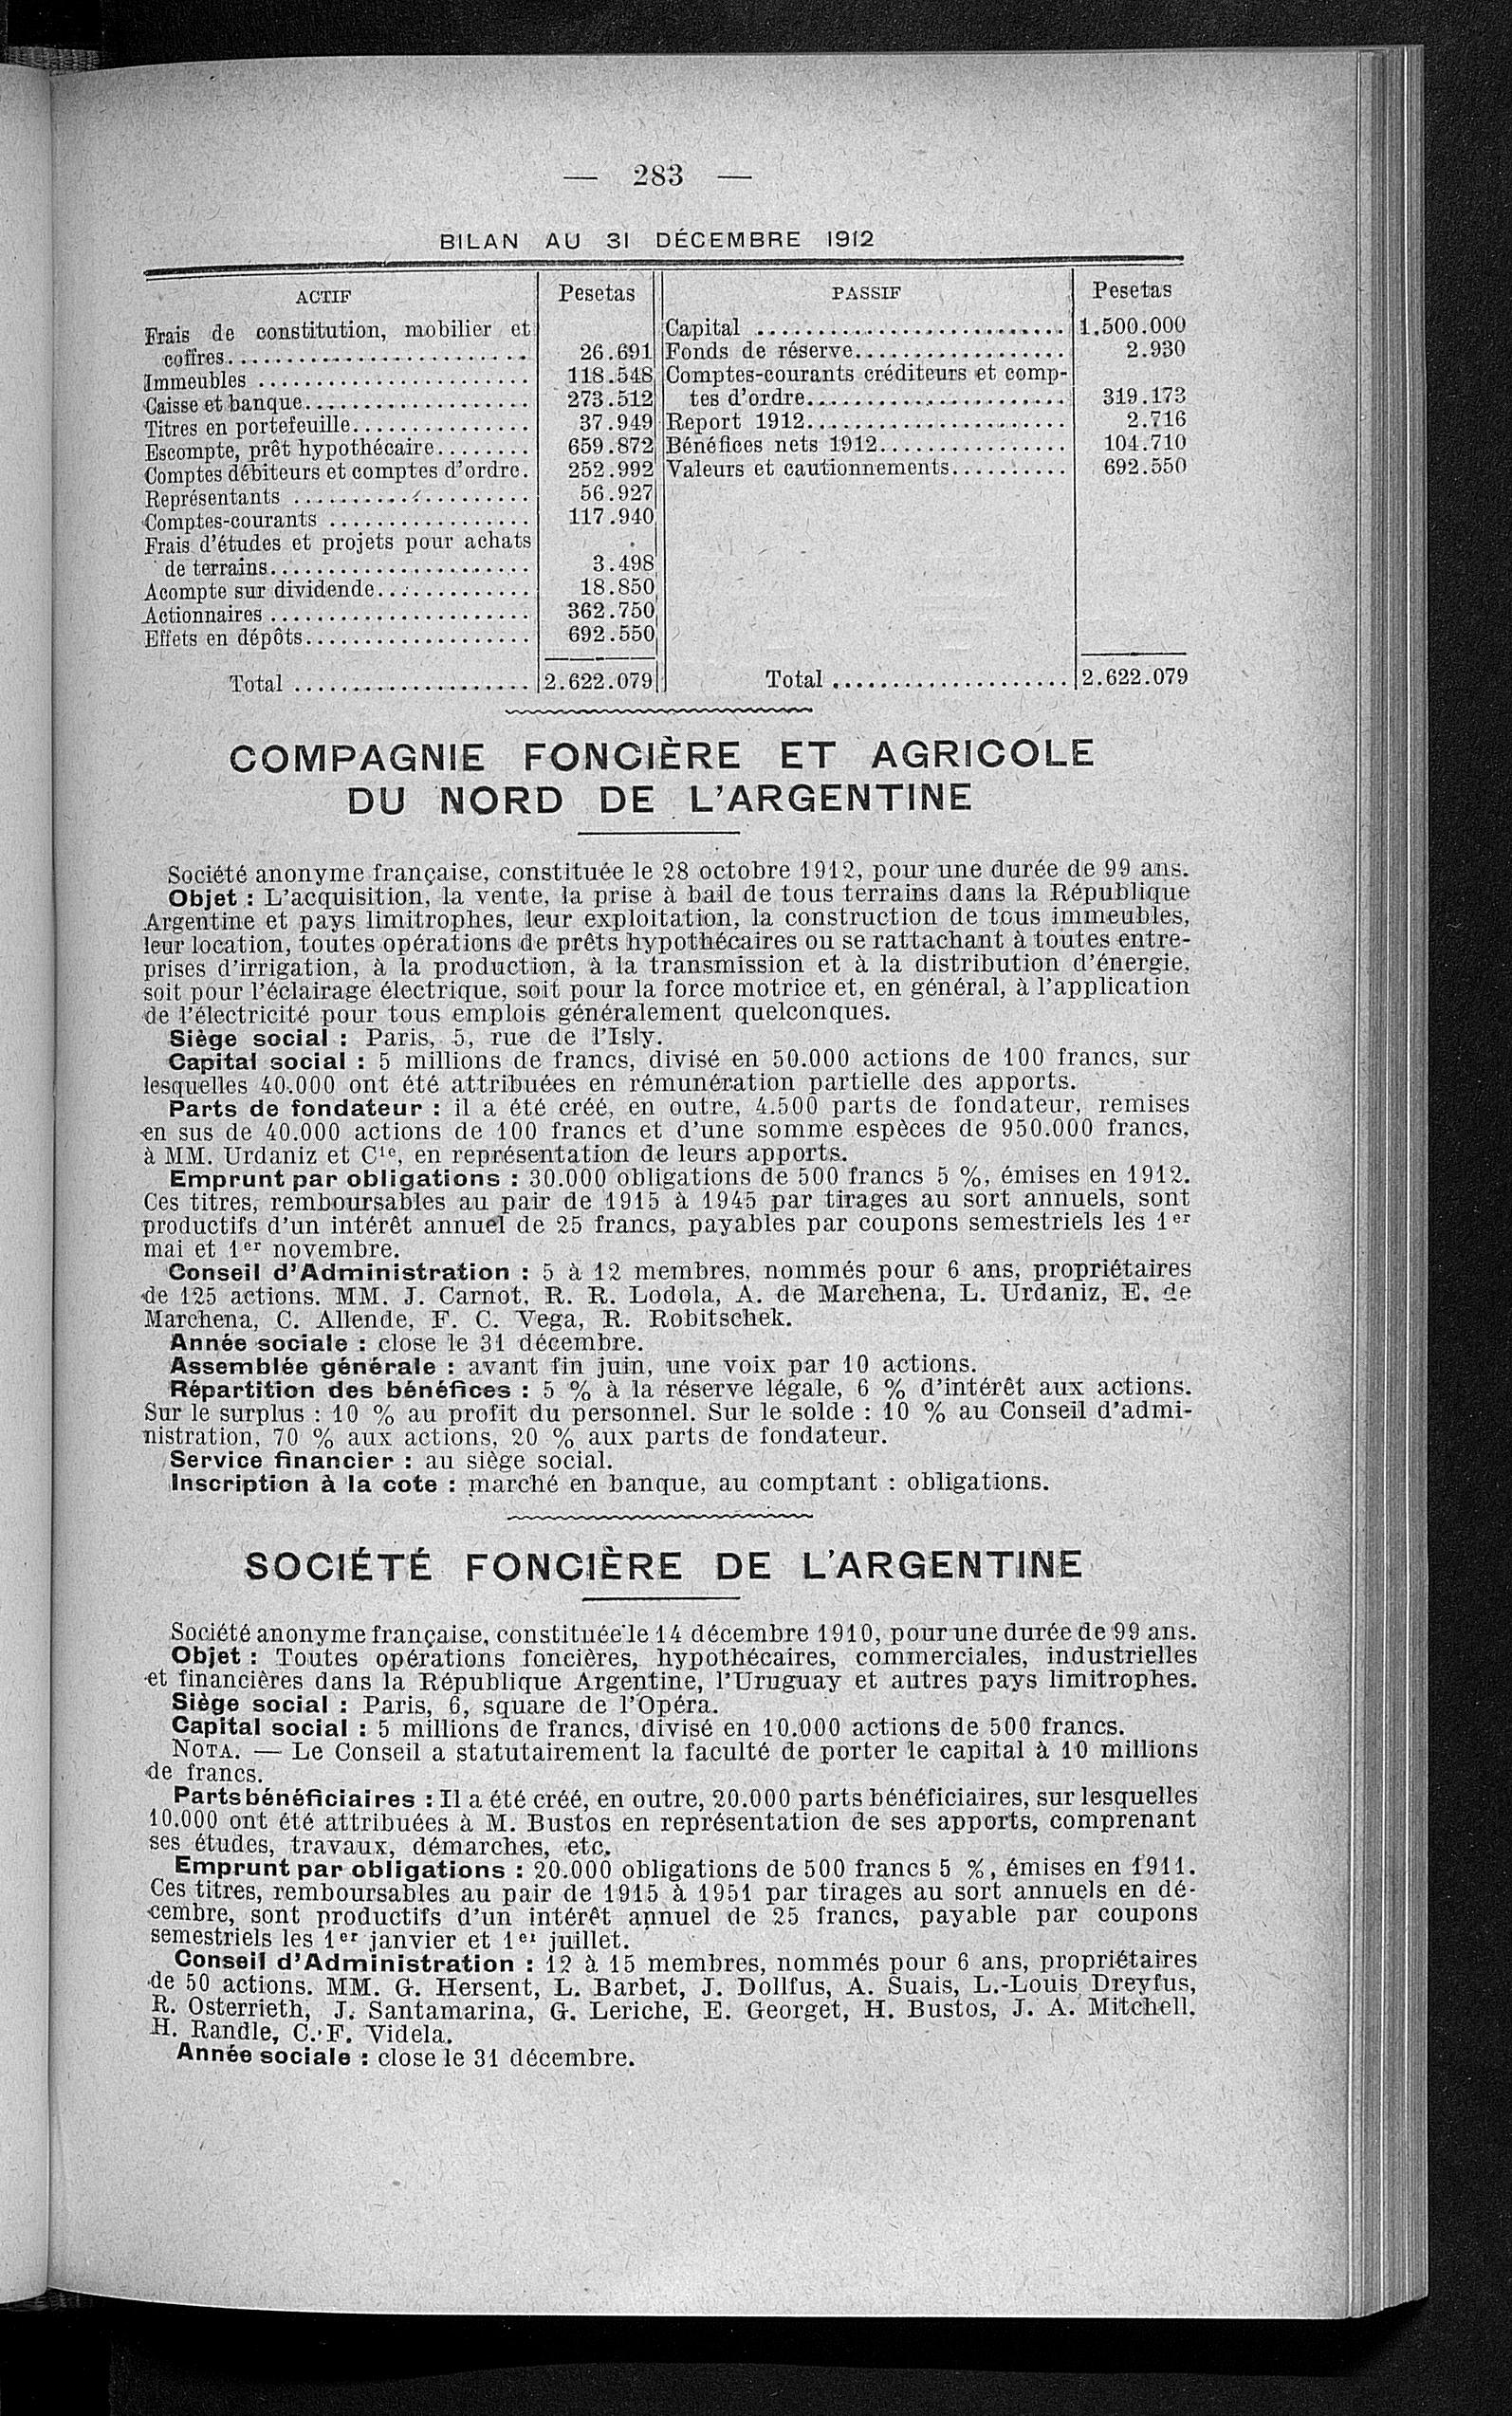 — 283 —
BILAN AU 31 DÉCEMBRE 1912
ACTIF Pesetas
Frais de constitution, mobilier et
coffres.......................... 26.691
Immeubles ....................... 118.548
Caisse et banque................... 273.512
Titres en portefeuille............... 37.949
Escompte, prêt hypothécaire........ 659.872
Comptes débiteurs et comptes d'ordre. 252.992
Représentants .................... 56.927
Comptes-courants ................. 117.940
Frais d'études et projets pour achats
de terrains...................... 3.498
Acompte sur dividende............. 18.850
Actionnaires ...................... 362.750
Effets en dépôts................... 692.550
Total .................... 2.622.079
PASSIF Pesetas
Capital .......................... 1.500.000
Fonds de réserve.................. 2.930
Comptes-courants créditeurs et comp-
tes d'ordre...................... 319.173
Report 1912...................... 2.716
Bénéfices nets 1912................ 104.710
Valeurs et cautionnements.......... 692.550
Total .................... 2.622.079
COMPAGNIE FONCIÈRE ET AGRICOLE
DU NORD DE L'ARGENTINE
Société anonyme française, constituée le 28 octobre 1912, pour une durée de 99 ans.
Objet : L'acquisition, la vente, la prise à bail de tous terrains dans la République
Argentine et pays limitrophes, leur exploitation, la construction de tous immeubles,
leur location, toutes opérations de prêts hypothécaires ou se rattachant à toutes entre-
prises d'irrigation, à la production, à la transmission et à la distribution d'énergie,
soit pour l'éclairage électrique, soit pour la force motrice et, en général, à l'application
de l'électricité pour tous emplois généralement quelconques.
Siège social : Paris, 5, rue de l'Isly.
Capital social : 5 millions de francs, divisé en 50.000 actions de 100 francs, sur
lesquelles 40.000 ont été attribuées en rémunération partielle des apports.
Parts de fondateur : il a été créé, en outre, 4.500 parts de fondateur, remises
en sus de 40.000 actions de 100 francs et d'une somme espèces de 950.000 francs,
à MM. Urdaniz et Cie, en représentation de leurs apports.
Emprunt par obligations : 30.000 obligations de 500 francs 5 %, émises en 1912.
Ces titres, remboursables au pair de 1915 à 1945 par tirages au sort annuels, sont
productifs d'un intérêt annuel de 25 francs, payables par coupons semestriels les 1er
mai et 1er novembre.
Conseil d'Administration : 5 à 12 membres, nommés pour 6 ans, propriétaires
de 125 actions. MM. J. Carnot, R. R. Lodola, A. de Marchena, L. Urdaniz, E. de
Marchena, C. Allende, F. C. Vega, R. Robitschek.
Année sociale : close le 31 décembre.
Assemblée générale : avant fin juin, une voix par 10 actions.
Répartition des bénéfices : 5 % à la réserve légale, 6 % d'intérêt aux actions.
Sur le surplus : 10 % au profit du personnel. Sur le solde : 10 % au Conseil d'admi-
nistration, 70 % aux actions, 20 % aux parts de fondateur.
Service financier : au siège social.
Inscription à la cote : marché en banque, au comptant : obligations.
SOCIÉTÉ FONCIÈRE DE L'ARGENTINE
Société anonyme française, constituée le 14 décembre 1910, pour une durée de 99 ans.
Objet : Toutes opérations foncières, hypothécaires, commerciales, industrielles
et financières dans la République Argentine, l'Uruguay et autres pays limitrophes.
Siège social : Paris, 6, square de l'Opéra.
Capital social : 5 millions de francs, divisé en 10.000 actions de 500 francs.
NOTA. — Le Conseil a statutairement la faculté de porter le capital à 10 millions
de francs.
Parts bénéficiaires : Il a été créé, en outre, 20.000 parts bénéficiaires, sur lesquelles
10.000 ont été attribuées à M. Bustos en représentation de ses apports, comprenant
ses études, travaux, démarches, etc.
Emprunt par obligations : 20.000 obligations de 500 francs 5 %, émises en 1911.
Ces titres, remboursables au pair de 1915 à 1951 par tirages au sort annuels en dé-
cembre, sont productifs d'un intérêt annuel de 25 francs, payable par coupons
semestriels les 1er janvier et 1er juillet.
Conseil d'Administration : 12 à 15 membres, nommés pour 6 ans, propriétaires
de 50 actions. MM. G. Hersent, L. Barbet, J. Dollfus, A. Suais, L.-Louis Dreyfus,
R. Osterrieth, J. Santamarina, G. Leriche, E. Georget, H. Bustos, J. A. Mitchell,
H. Randle, C. F. Videla.
Année sociale : close le 31 décembre.